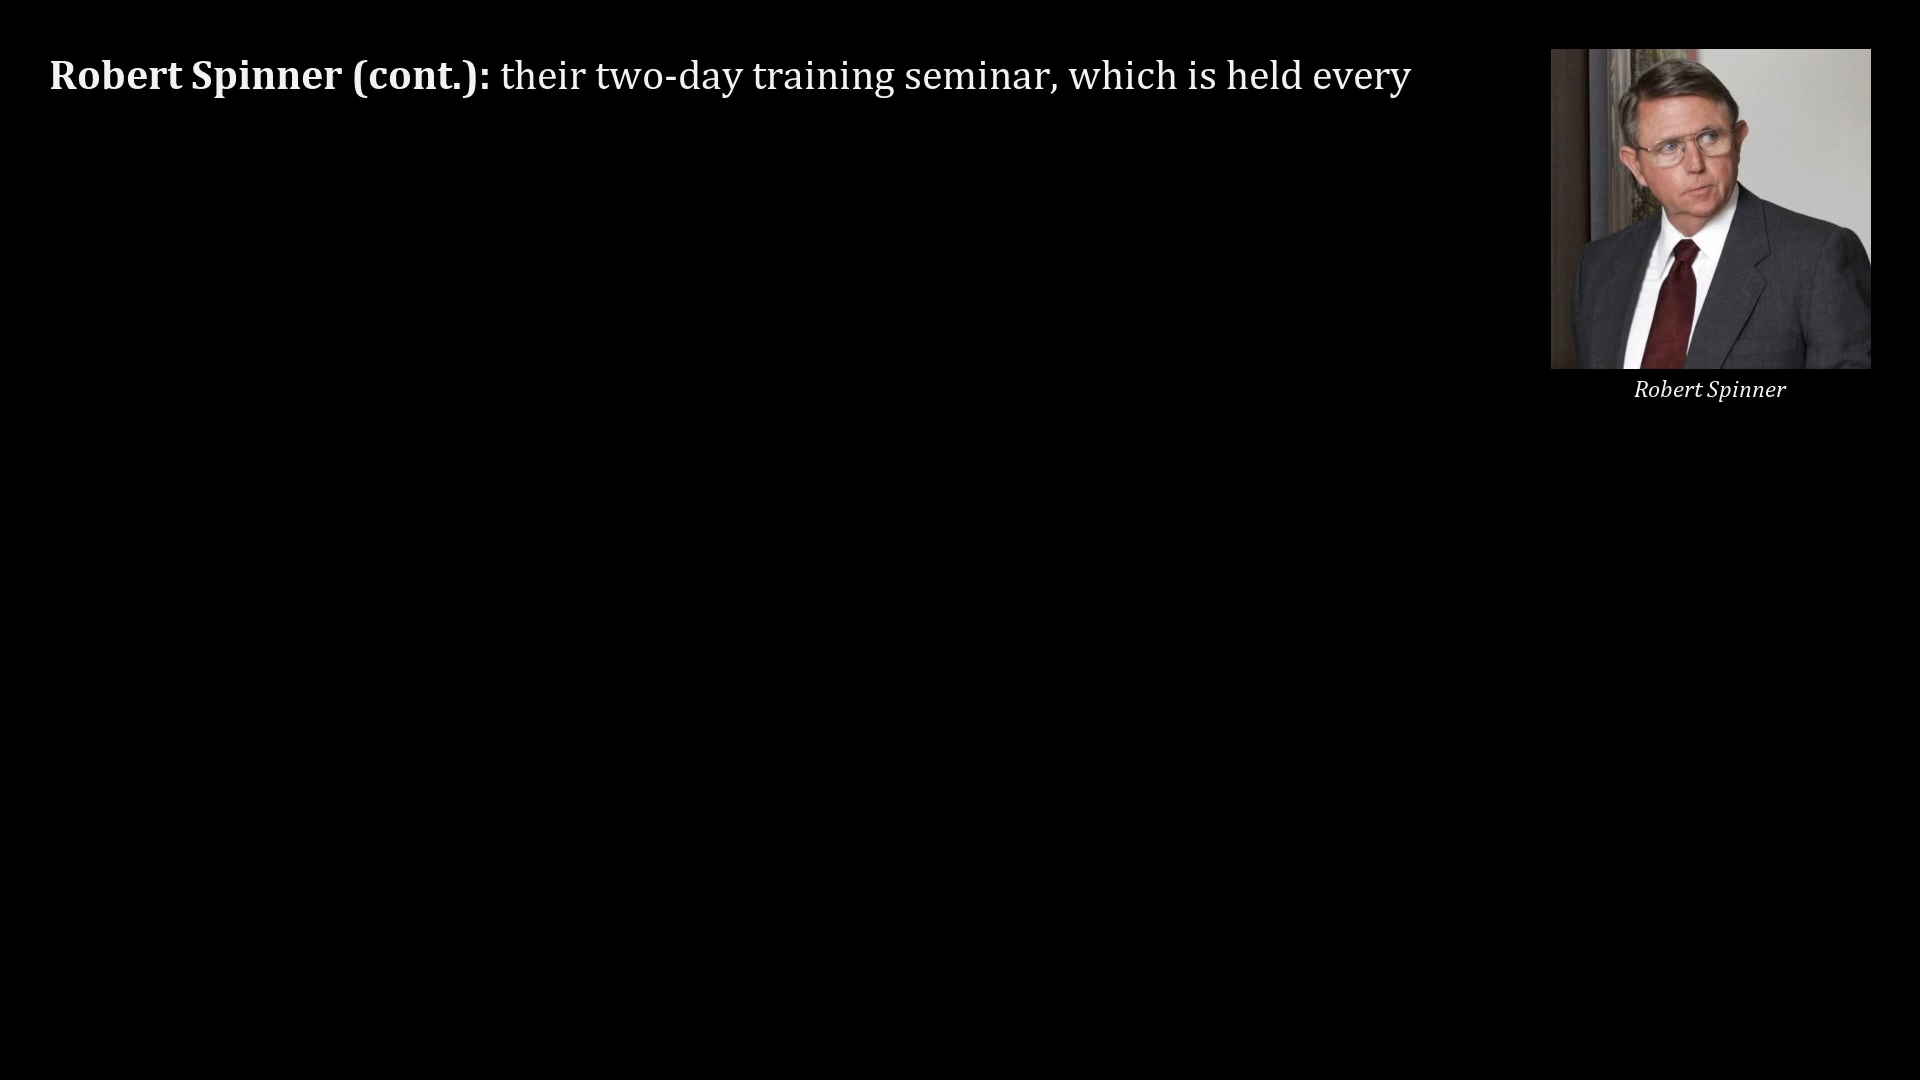 Robert Spinner (cont.): their two-day training seminar, which is held every
Robert Spinner